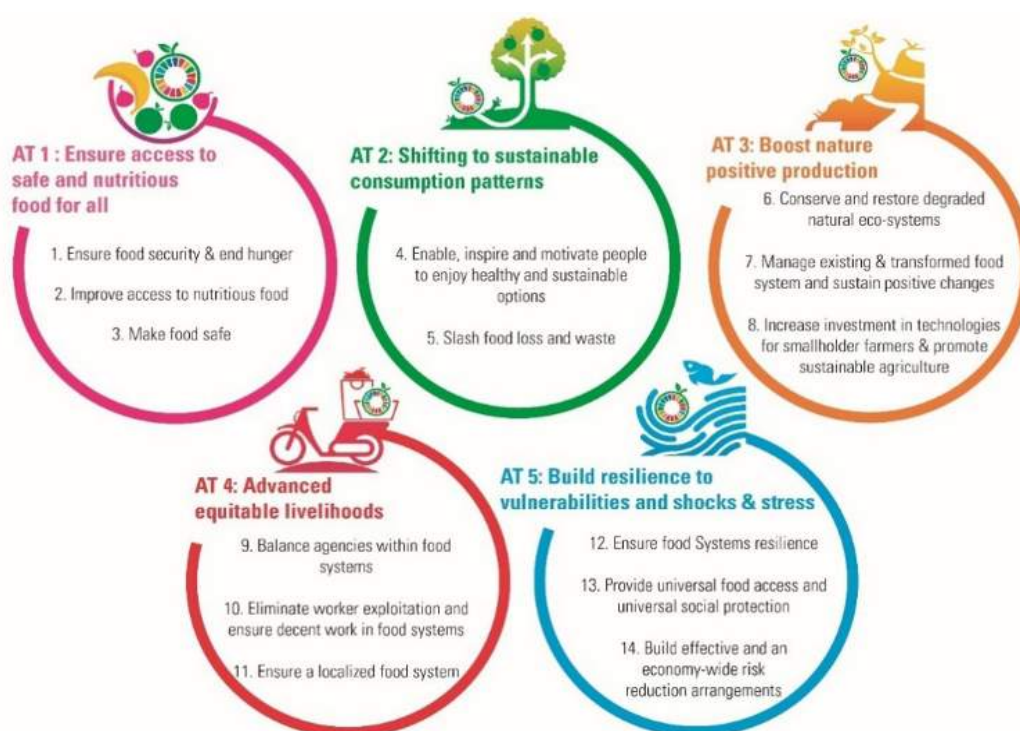 AT 1 : Ensure access to
safe and nutritious
food for all
1. Ensure food security & end hunger
2. Improve access to nutritious food
3. Make food safe
AT 2: Shifting to sustainable
consumption patterns
4. Enable, inspire and motivate people
to enjoy healthy and sustainable
options
5. Slash food loss and waste
AT 3: Boost nature
positive production
6. Conserve and restore degraded
natural eco-systems
7. Manage existing & transformed food
system and sustain positive changes
8. Increase investment in technologies
for smallholder farmers & promote
sustainable agriculture
AT 4: Advanced
equitable livelihoods
9. Balance agencies within food
systems
10. Eliminate worker exploitation and
ensure decent work in food systems
11. Ensure a localized food system
AT 5: Build resilience to
vulnerabilities and shocks & stress
12. Ensure food Systems resilience
13. Provide universal food access and
universal social protection
14. Build effective and an
economy-wide risk
reduction arrangements